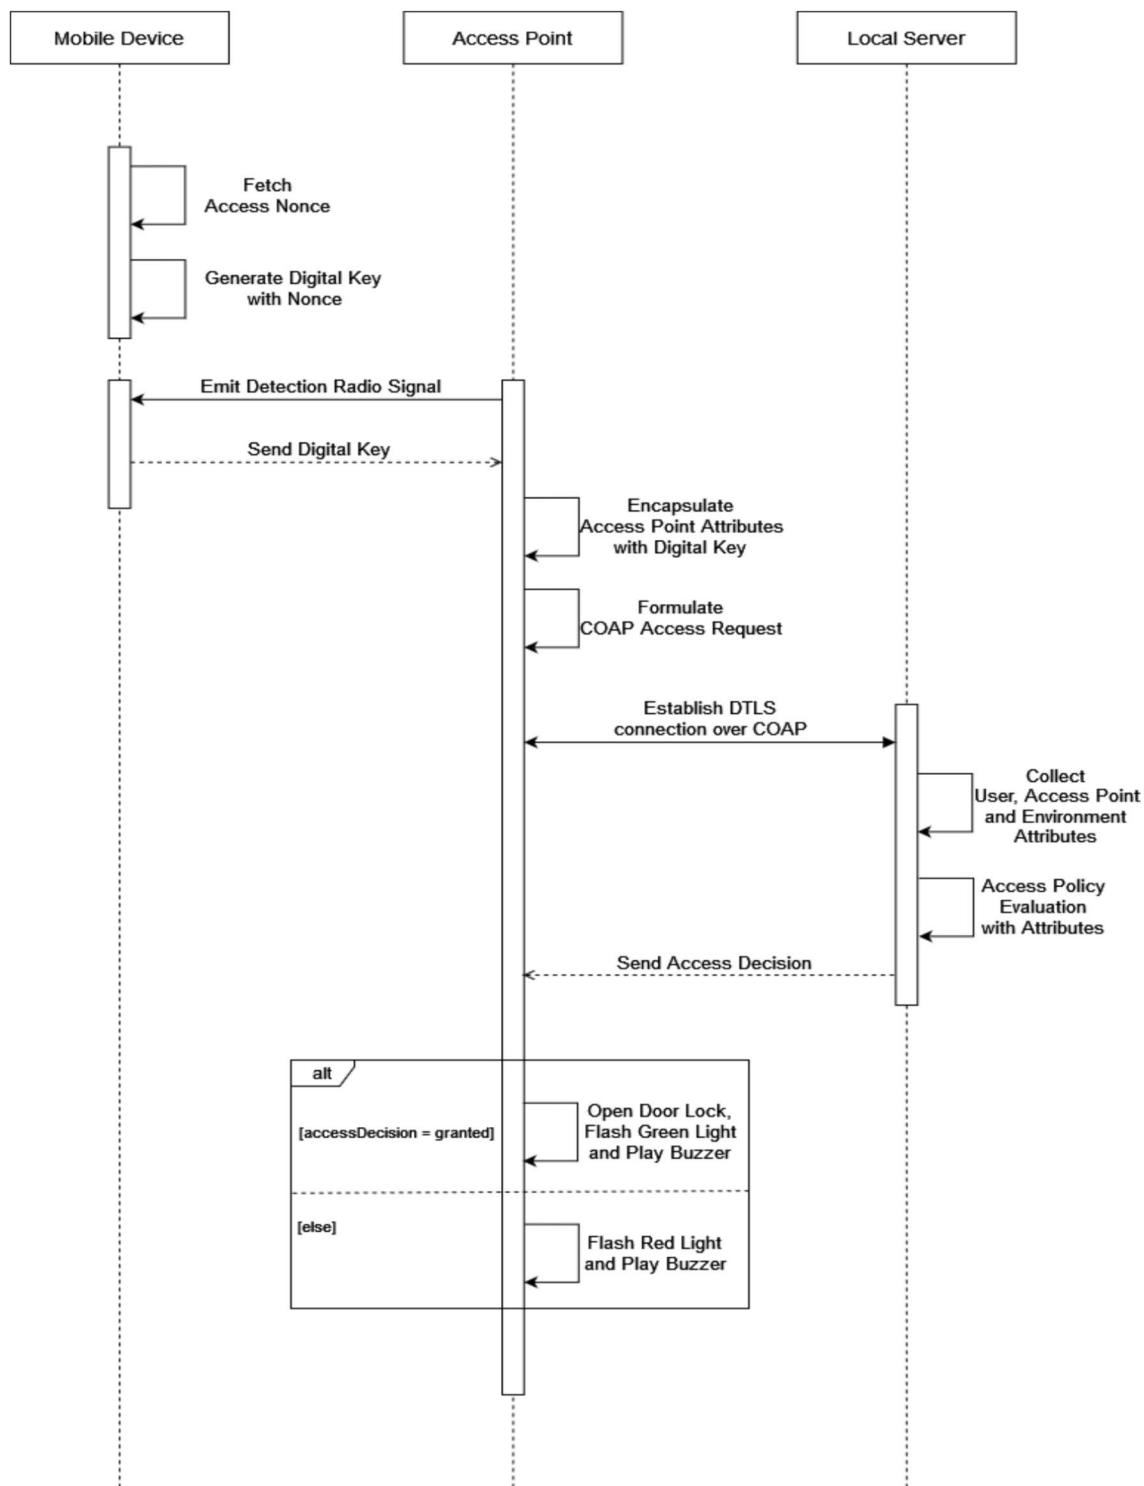 Mobile Device
Access Point
Local Server
Fetch
Access Nonce
Generate Digital Key
with Nonce
Emit Detection Radio Signal
Send Digital Key
Encapsulate
Access Point Attributes
with Digital Key
Formulate
COAP Access Request
Establish DTLS
connection over COAP
Collect
User, Access Point
and Environment
Attributes
Access Policy
Evaluation
with Attributes
Send Access Decision
alt
[accessDecision = granted]
Open Door Lock,
Flash Green Light
and Play Buzzer
[else]
Flash Red Light
and Play Buzzer